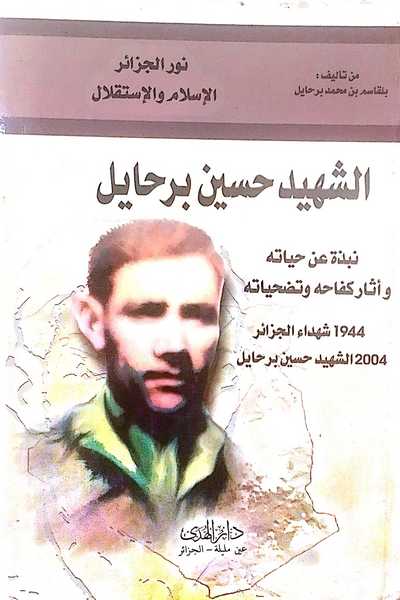 من تأليف :
بلقاسم بن محمد برحايل
نور الجزائر
الإسلام والإستقلال
الشهيد حسين برحايل
نبذة عن حياته
وأثار كفاحه وتضحياته
1944 شهداء الجزائر
2004 الشهيد حسين برحايل
دار الهدى
عين مليلة - الجزائر